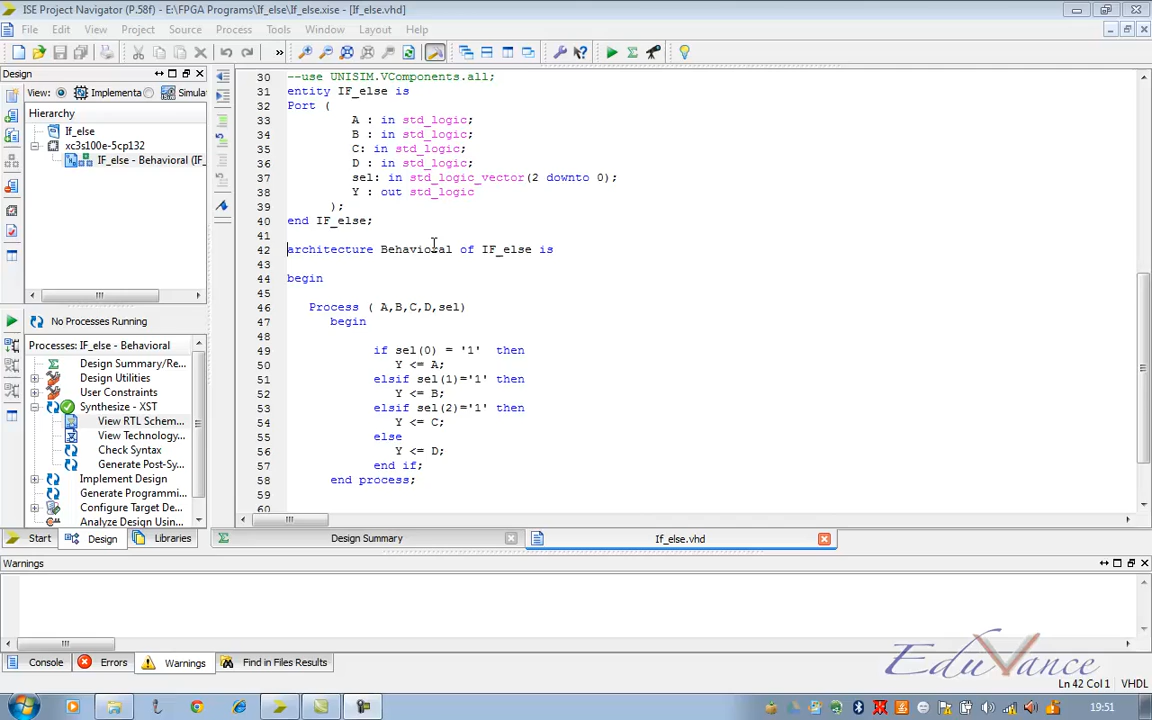 ISE Project Navigator (P.58f) - E:\FPGA Programs\If_else\If_else.xise - [If_else.vhd]
File Edit View Project Source Process Tools Window Layout Help
Design
View: Implementa Simulat
Hierarchy
If_else
xc3s100e-5cp132
IF_else - Behavioral (IF_
No Processes Running
Processes: IF_else - Behavioral
Design Summary/Re...
Design Utilities
User Constraints
Synthesize - XST
View RTL Schem...
View Technology...
Check Syntax
Generate Post-Sy...
Implement Design
Generate Programmi...
Configure Target De...
Analyze Design Usin...
Start Design Libraries
30 --use UNISIM.VComponents.all;
31 entity IF_else is
32 Port (
33 A : in std_logic;
34 B : in std_logic;
35 C: in std_logic;
36 D : in std_logic;
37 sel: in std_logic_vector(2 downto 0);
38 Y : out std_logic
39 );
40 end IF_else;
41
42 architecture Behavioral of IF_else is
43
44 begin
45
46 Process ( A,B,C,D,sel)
47 begin
48
49 if sel(0) = '1' then
50 Y <= A;
51 elsif sel(1)='1' then
52 Y <= B;
53 elsif sel(2)='1' then
54 Y <= C;
55 else
56 Y <= D;
57 end if;
58 end process;
59
60
Design Summary If_else.vhd
Warnings
Console Errors Warnings Find in Files Results
EduVance
Ln 42 Col 1 VHDL
19:51